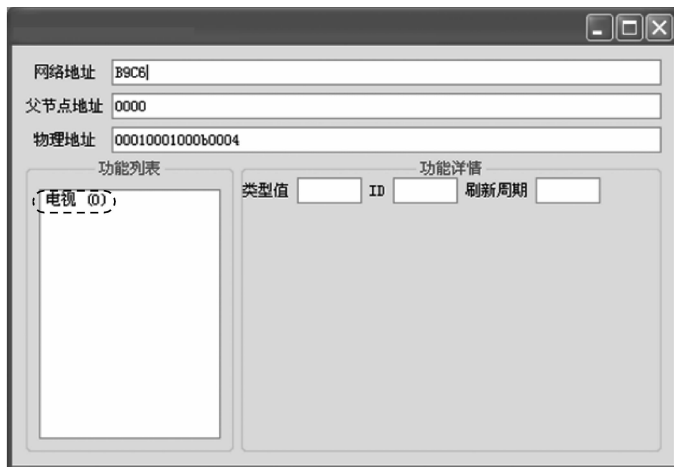 网络地址 B9C6
父节点地址 0000
物理地址 00010001000b0004
功能列表 功能详情
电视 (0) 类型值 ID 刷新周期